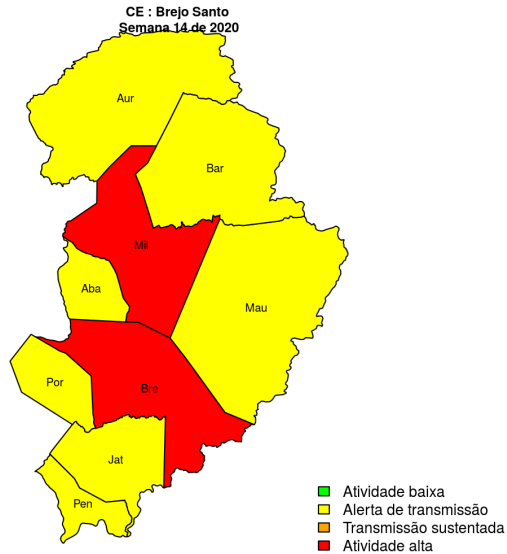 CE : Brejo Santo
Semana 14 de 2020
Aur
Bar
Mil
Aba
Mau
Por
Bre
Jat
Pen
Atividade baixa
Alerta de transmissão
Transmissão sustentada
Atividade alta